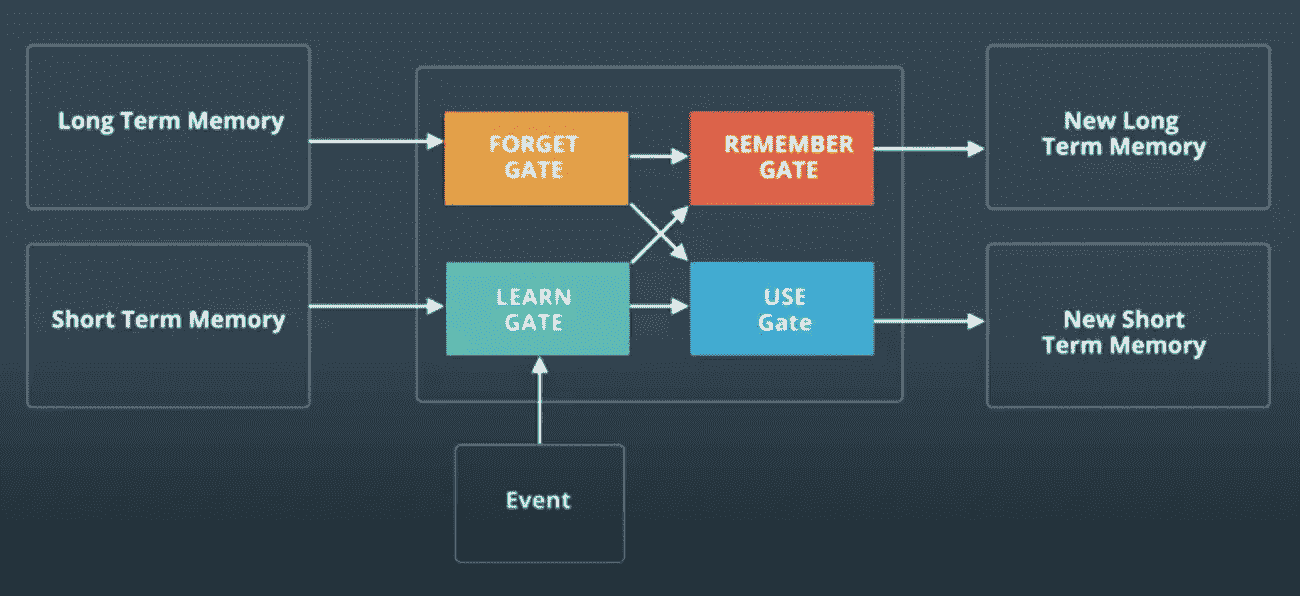 Long Term Memory
FORGET
GATE
REMEMBER
GATE
New Long
Term Memory
Short Term Memory
LEARN
GATE
USE
Gate
New Short
Term Memory
Event